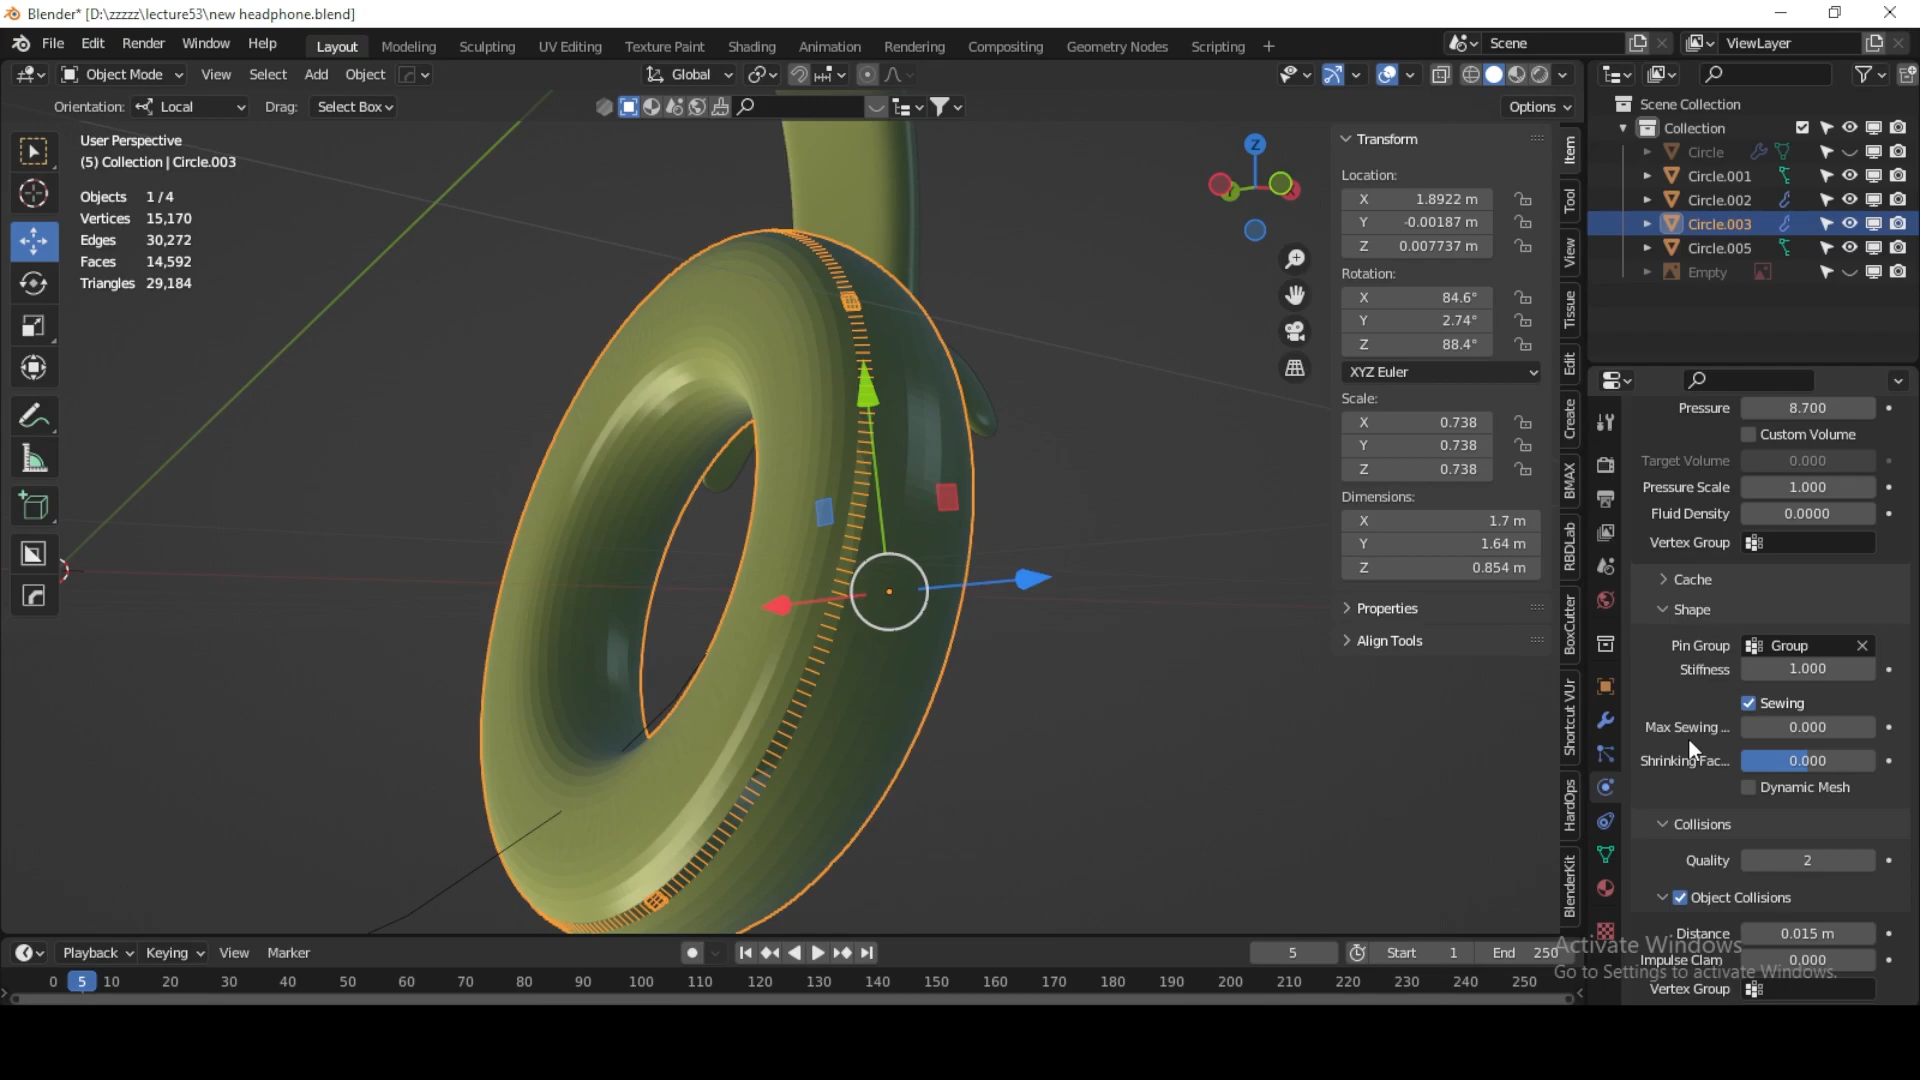 Blender* [D:\zzzzz\lecture53\new headphone.blend]
File Edit Render Window Help Layout Modeling Sculpting UV Editing Texture Paint Shading Animation Rendering Compositing Geometry Nodes Scripting + Scene ViewLayer
Object Mode View Select Add Object Global
Orientation: Local Drag: Select Box Options
User Perspective
(5) Collection | Circle.003
Objects 1/4
Vertices 15,170
Edges 30,272
Faces 14,592
Triangles 29,184
Z
Transform
Location:
X 1.8922 m
Y -0.00187 m
Z 0.007737 m
Rotation:
X 84.6°
Y 2.74°
Z 88.4°
XYZ Euler
Scale:
X 0.738
Y 0.738
Z 0.738
Dimensions:
X 1.7 m
Y 1.64 m
Z 0.854 m
Properties
Align Tools
Item
Tool
View
Tissue
Edit
Create
BMAX
RBDLab
BoxCutter
Shortcut VUr
HardOps
BlenderKit
Scene Collection
Collection
Circle
Circle.001
Circle.002
Circle.003
Circle.005
Empty
Pressure 8.700
Custom Volume
Target Volume 0.000
Pressure Scale 1.000
Fluid Density 0.0000
Vertex Group
Cache
Shape
Pin Group Group
Stiffness 1.000
Sewing
Max Sewing ... 0.000
Shrinking Fac... 0.000
Dynamic Mesh
Collisions
Quality 2
Object Collisions
Distance 0.015 m
Impulse Clam 0.000
Vertex Group
Activate Windows
Go to Settings to activate Windows.
Playback Keying View Marker 5 Start 1 End 250
0 5 10 20 30 40 50 60 70 80 90 100 110 120 130 140 150 160 170 180 190 200 210 220 230 240 250